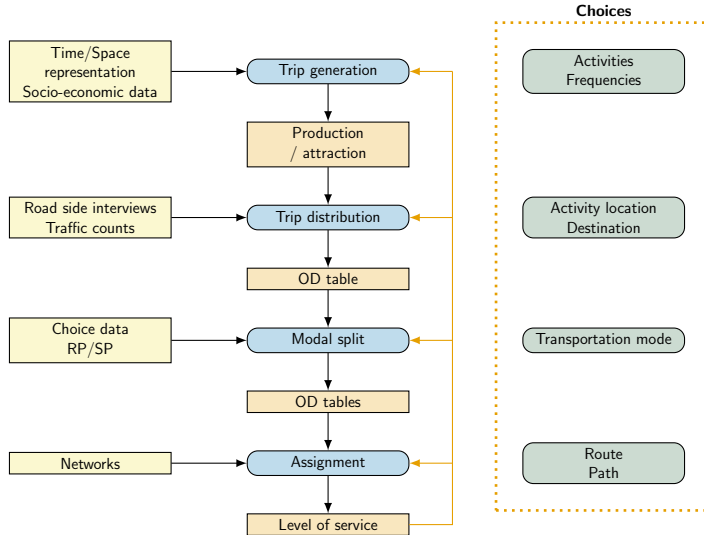 Choices
Time/Space
representation
Socio-economic data
Trip generation
Activities
Frequencies
Production
/ attraction
Road side interviews
Traffic counts
Trip distribution
Activity location
Destination
OD table
Choice data
RP/SP
Modal split
Transportation mode
OD tables
Networks
Assignment
Route
Path
Level of service